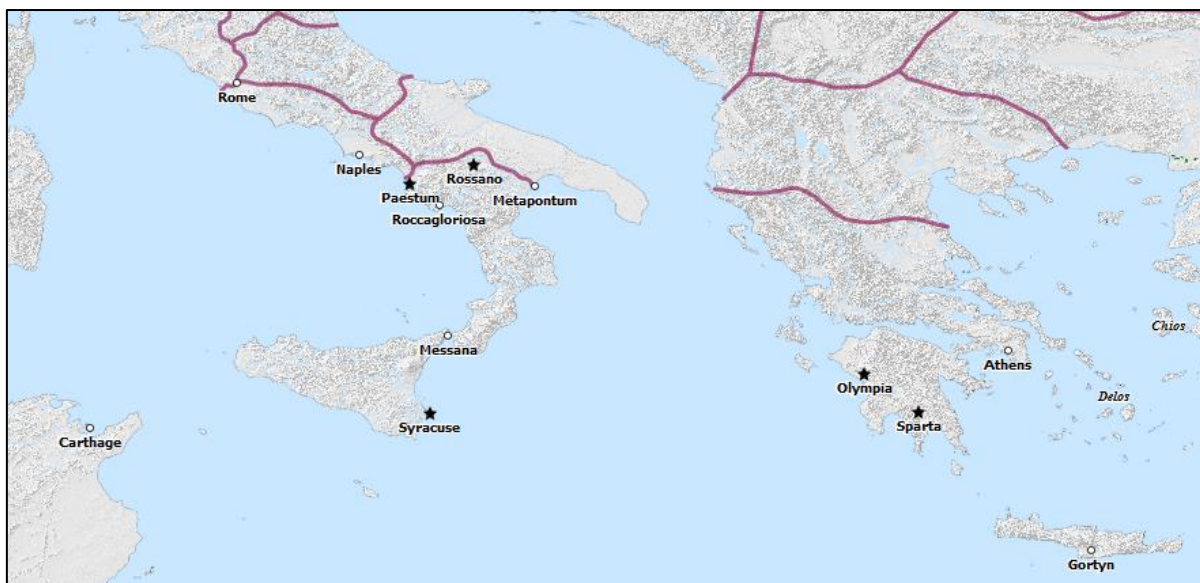 Rome
Naples
Rossano
Paestum
Metapontum
Roccagloriosa
Chios
Messana
Athens
Olympia
Delos
Syracuse
Sparta
Carthage
Gortyn